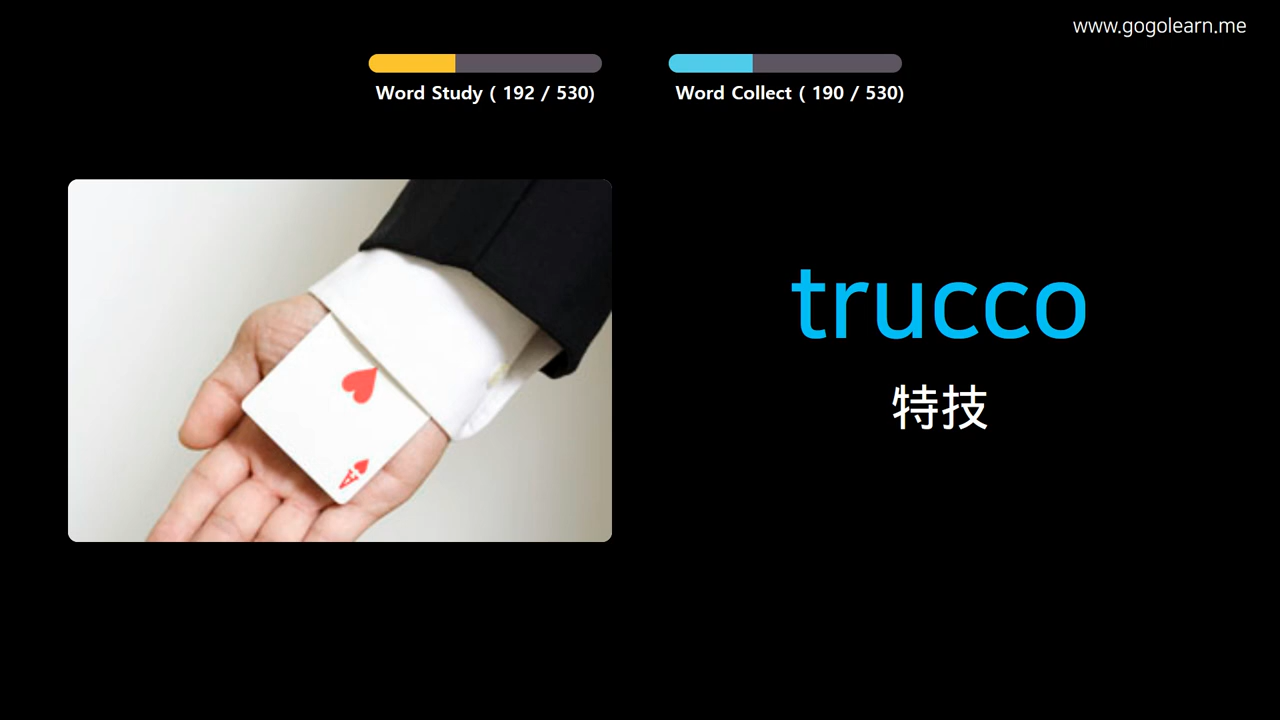 www.gogolearn.me
Word Study ( 192 / 530)
Word Collect ( 190 / 530)
A
trucco
特技